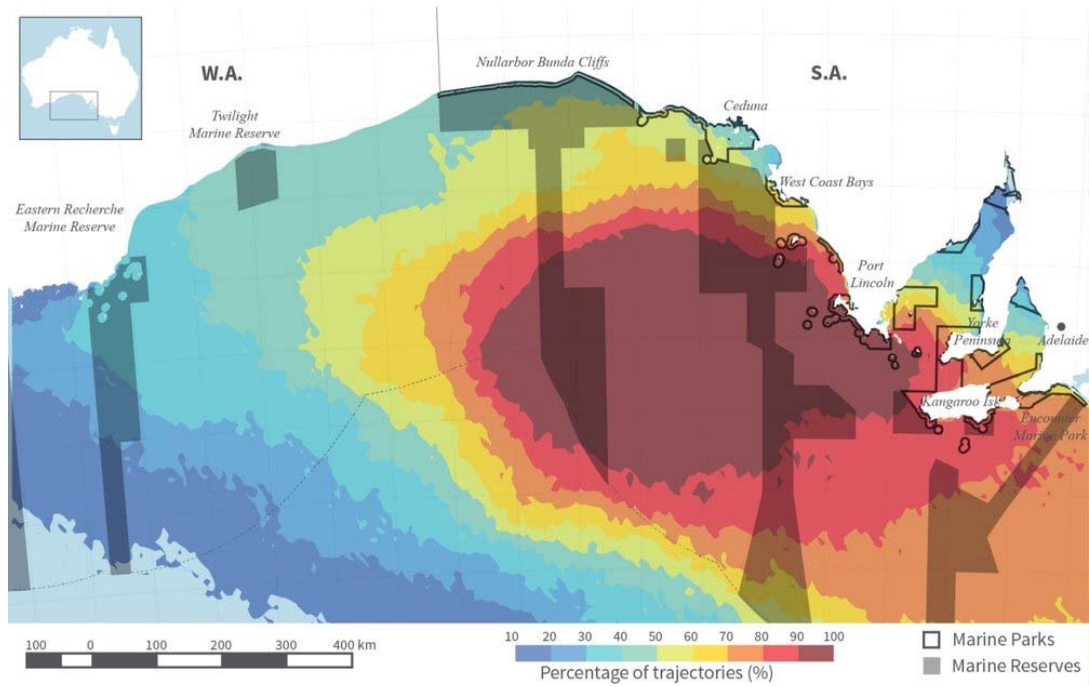 Nullarbor Bunda Cliffs
W.A.
S.A.
Twilight
Marine Reserve
Ceduna
West Coast Bays
Eastern Recherche
Marine Reserve
Port
Lincoln
Yorke
Peninsula
Adelaide
Kangaroo Isl
Encounter
Marine Park
100 0 100 200 300 400 km
10 20 30 40 50 60 70 80 90 100
Percentage of trajectories (%)
Marine Parks
Marine Reserves